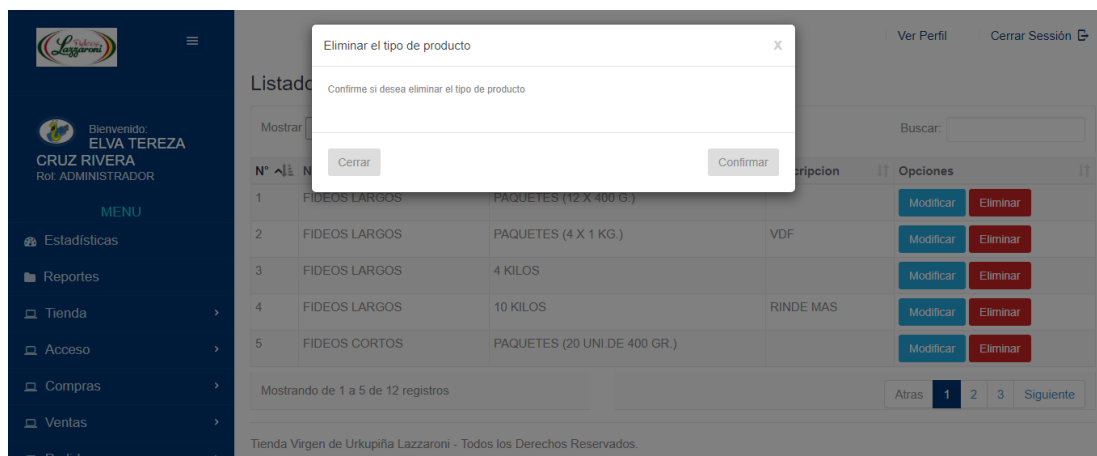 Fideos
Lazzaroni
Eliminar el tipo de producto
X
Ver Perfil
Cerrar Sessión
Confirme si desea eliminar el tipo de producto
Mostrar
Buscar:
Cerrar
Confirmar
Bienvenido:
ELVA TEREZA
CRUZ RIVERA
Rol: ADMINISTRADOR
MENU
Estadísticas
Reportes
Tienda
Acceso
Compras
Ventas
N° Opciones
1 FIDEOS LARGOS PAQUETES (12 X 400 G.) Modificar Eliminar
2 FIDEOS LARGOS PAQUETES (4 X 1 KG.) VDF Modificar Eliminar
3 FIDEOS LARGOS 4 KILOS Modificar Eliminar
4 FIDEOS LARGOS 10 KILOS RINDE MAS Modificar Eliminar
5 FIDEOS CORTOS PAQUETES (20 UNI.DE 400 GR.) Modificar Eliminar
Mostrando de 1 a 5 de 12 registros
Atras 1 2 3 Siguiente
Tienda Virgen de Urkupiña Lazzaroni - Todos los Derechos Reservados.